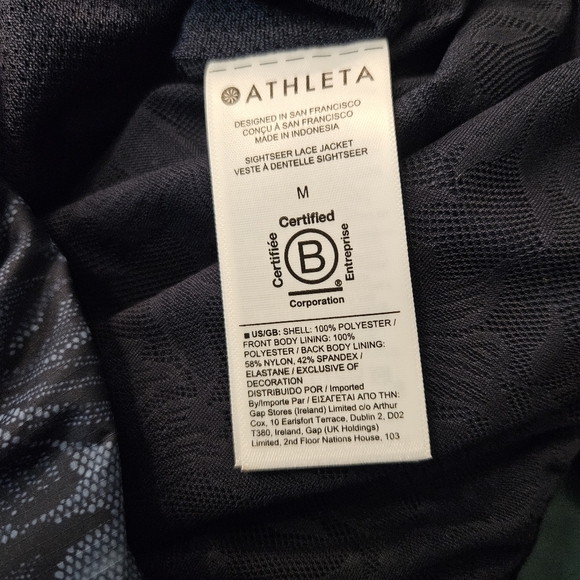 ATHLETA
DESIGNED IN SAN FRANCISCO
CONÇU À SAN FRANCISCO
MADE IN INDONESIA
SIGHTSEER LACE JACKET
VESTE À DENTELLE SIGHTSEER
M
Certified
Certifiée
B
Entreprise
®
Corporation
■ US/GB: SHELL: 100% POLYESTER /
FRONT BODY LINING: 100%
POLYESTER / BACK BODY LINING:
58% NYLON, 42% SPANDEX /
ELASTANE / EXCLUSIVE OF
DECORATION
DISTRIBUIDO POR / Imported
By/Importe Par / ΕΙΣΑΓΕΤΑΙ ΑΠΟ ΤΗΝ:
Gap Stores (Ireland) Limited c/o Arthur
Cox, 10 Earlsfort Terrace, Dublin 2, D02
T380, Ireland, Gap (UK Holdings)
Limited, 2nd Floor Nations House, 103